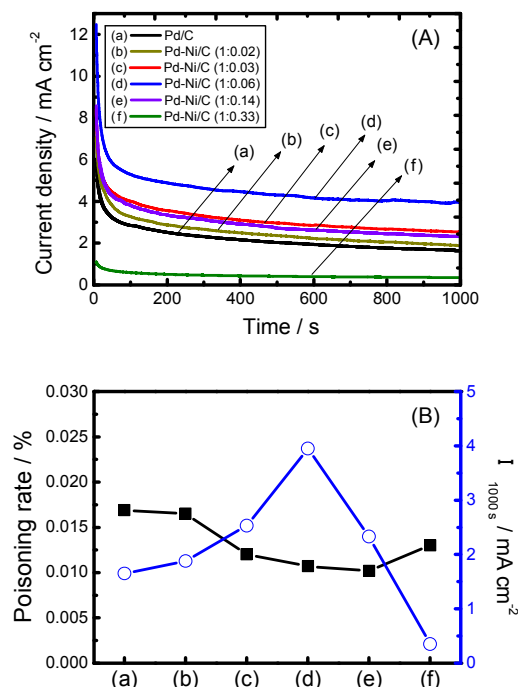 (A)
(a) Pd/C
(b) Pd-Ni/C (1:0.02)
(c) Pd-Ni/C (1:0.03)
(d) Pd-Ni/C (1:0.06)
(e) Pd-Ni/C (1:0.14)
(f) Pd-Ni/C (1:0.33)
(a)
(b)
(c)
(d)
(e)
(f)
Current density / mA cm-2
12
10
8
6
4
2
0
0 200 400 600 800 1000
Time / s
(B)
Poisoning rate / %
0.030
0.025
0.020
0.015
0.010
0.005
0.000
5
4
3
2
1
0
I 1000 s / mA cm-2
(a) (b) (c) (d) (e) (f)